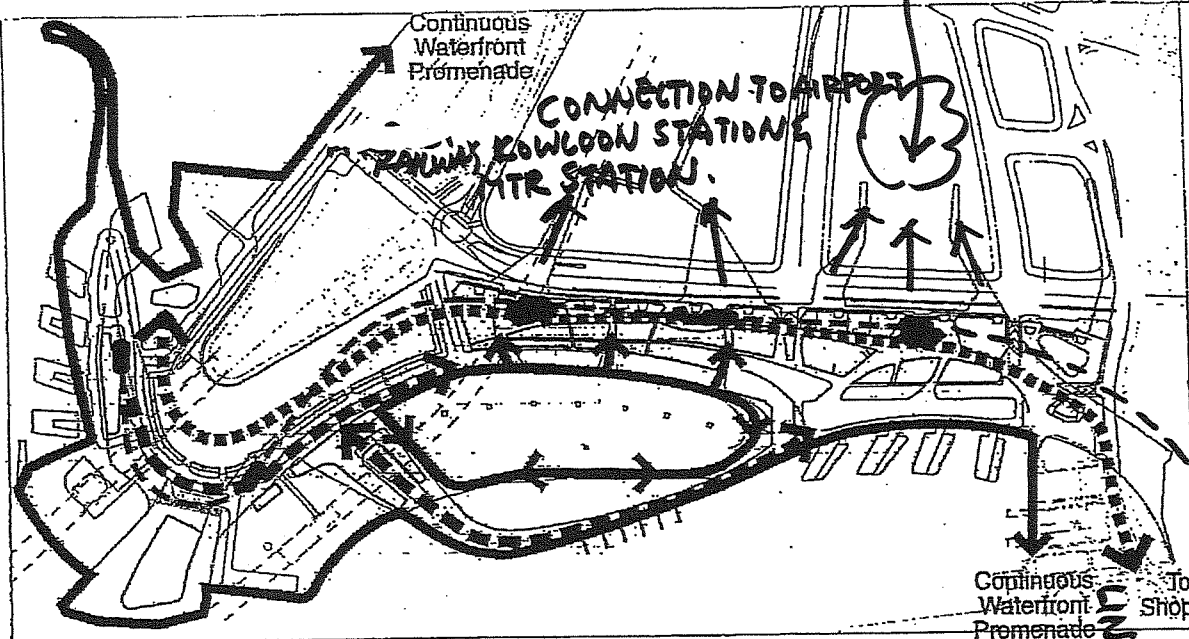 Continuous
Waterfront
Promenade
CONNECTION TO AIRPORT
RAILWAY KOWLOON STATION &
MTR STATION.
Continuous
Waterfront
Promenade
To
Shop